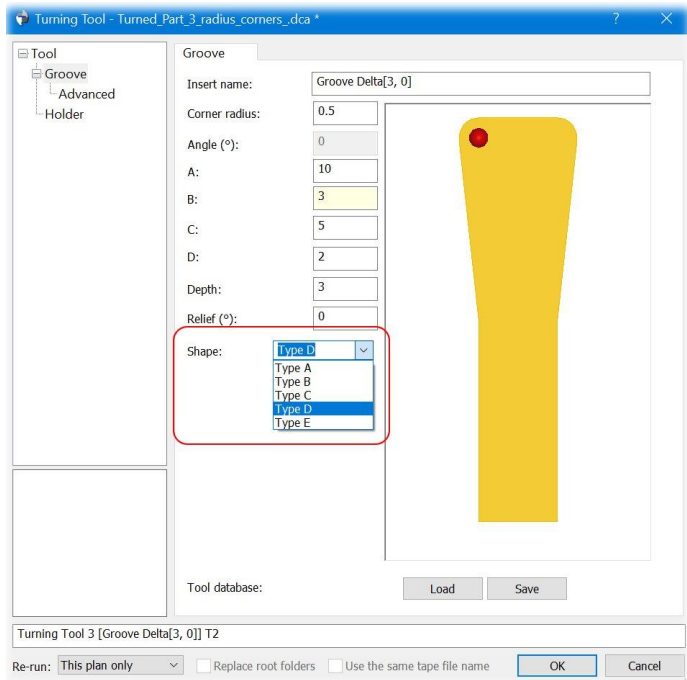 Turning Tool - Turned_Part_3_radius_corners_.dca *
?
Tool
Groove
Advanced
Holder
Groove
Insert name: Groove Delta[3, 0]
Corner radius: 0.5
Angle (º): 0
A: 10
B: 3
C: 5
D: 2
Depth: 3
Relief (º): 0
Shape: Type D
Type A
Type B
Type C
Type D
Type E
Tool database: Load Save
Turning Tool 3 [Groove Delta[3, 0]] T2
Re-run: This plan only Replace root folders Use the same tape file name OK Cancel